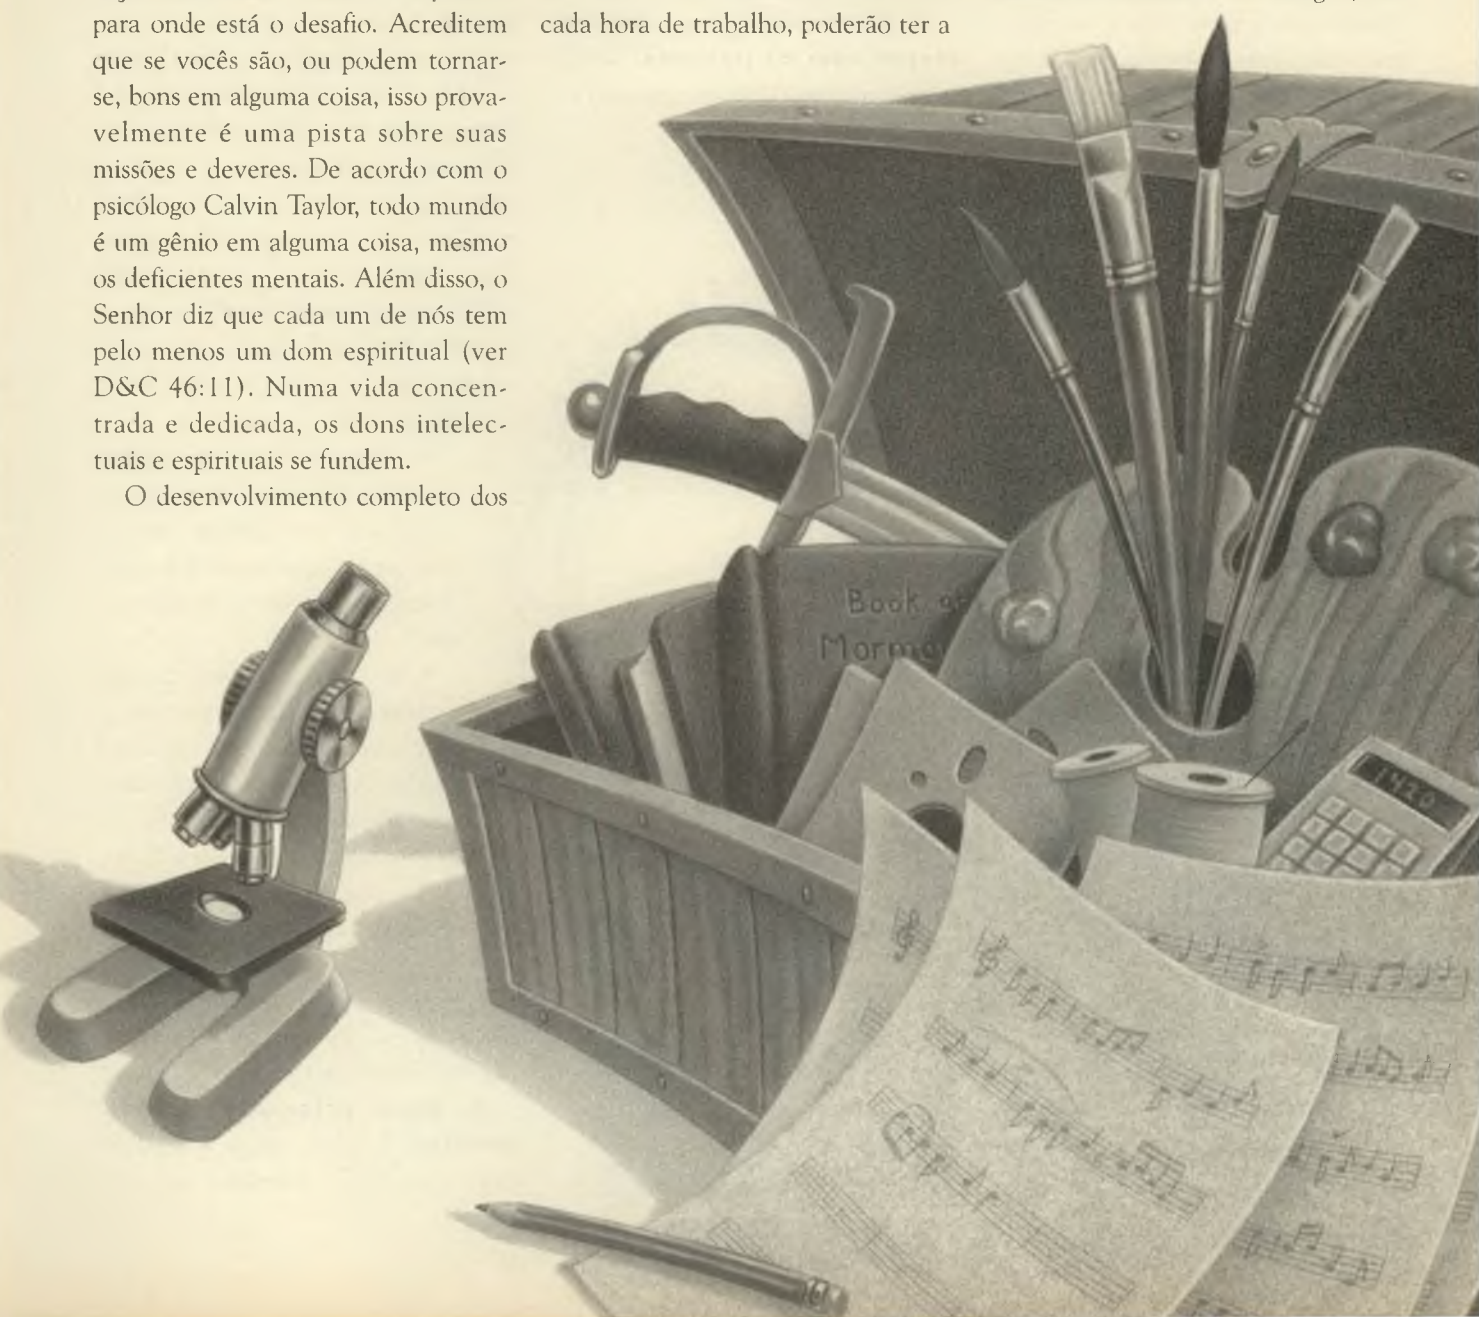 para onde está o desafio. Acreditem
que se vocês são, ou podem tornar-
se, bons em alguma coisa, isso prova-
velmente é uma pista sobre suas
missões e deveres. De acordo com o
psicólogo Calvin Taylor, todo mundo
é um gênio em alguma coisa, mesmo
os deficientes mentais. Além disso, o
Senhor diz que cada um de nós tem
pelo menos um dom espiritual (ver
D&C 46:11). Numa vida concen-
trada e dedicada, os dons intelec-
tuais e espirituais se fundem.
O desenvolvimento completo dos
cada hora de trabalho, poderão ter a
Book
Mormo
1420